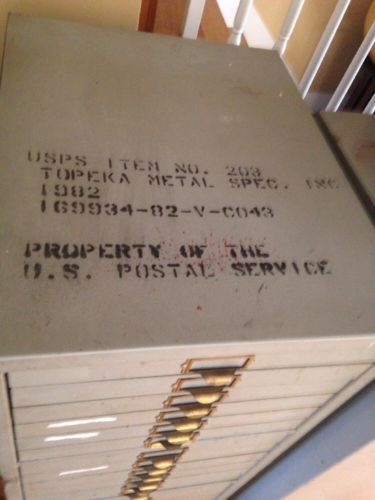 USPS ITEM NO. 203
TOPEKA METAL SPEC. INC
1982
169934-82-V-C043
PROPERTY OF THE
U.S. POSTAL SERVICE